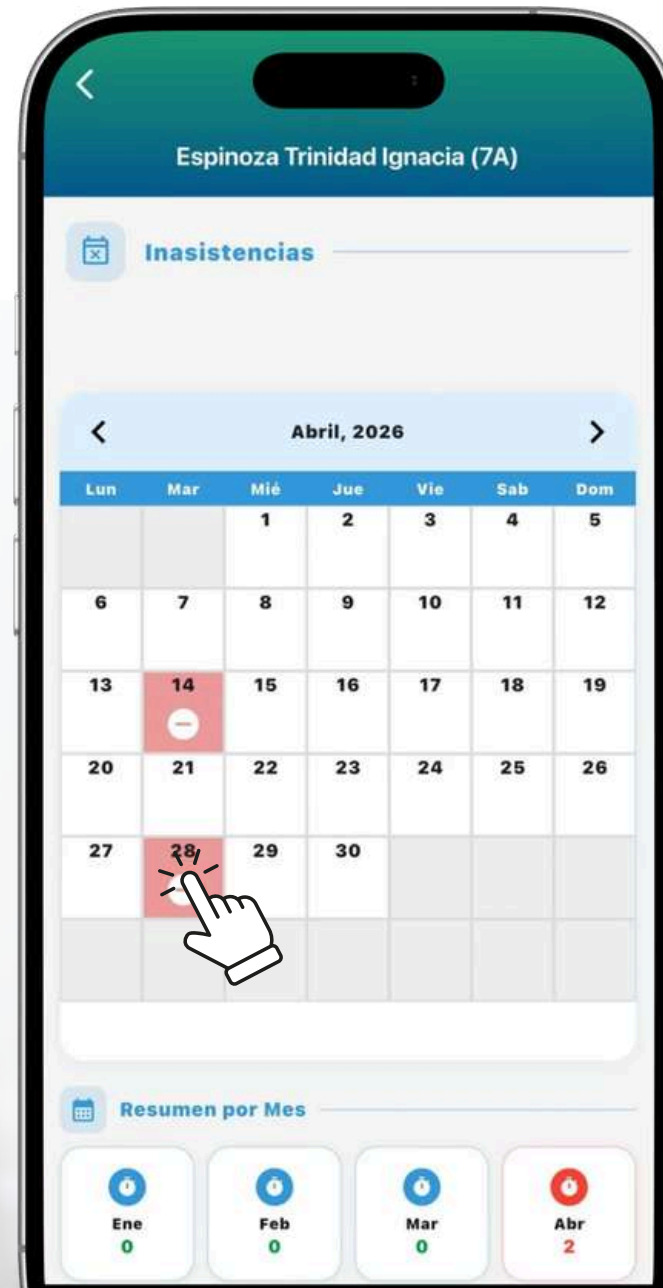 Espinoza Trinidad Ignacia (7A)
Inasistencias
Abril, 2026
Lun Mar Mié Jue Vie Sab Dom
1 2 3 4 5
6 7 8 9 10 11 12
13 14 15 16 17 18 19
20 21 22 23 24 25 26
27 28 29 30
Resumen por Mes
Ene Feb Mar Abr
0 0 0 2